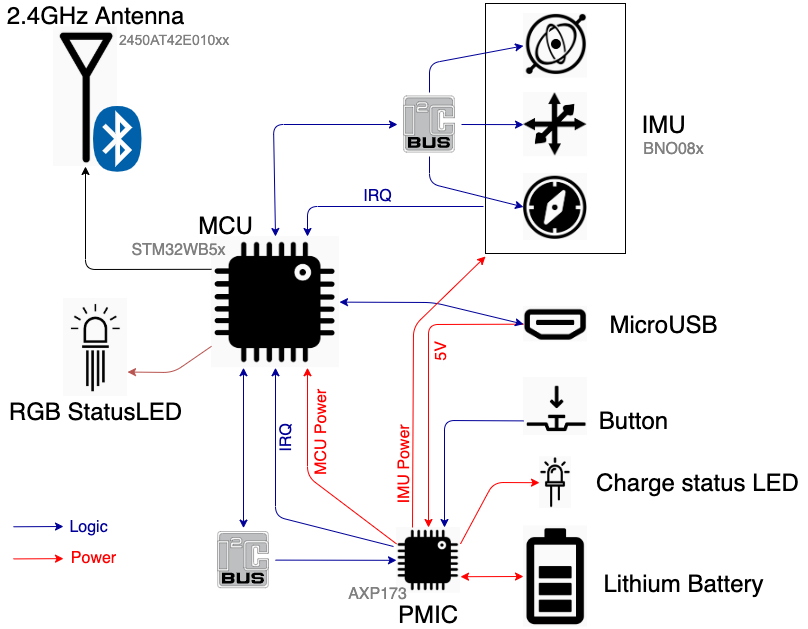 2.4GHz Antenna
2450AT42E010xx
I²C
BUS
IMU
BNO08x
IRQ
MCU
STM32WB5x
MicroUSB
5V
RGB StatusLED
IRQ
MCU Power
IMU Power
Button
Charge status LED
Logic
Power
I²C
BUS
AXP173
PMIC
Lithium Battery